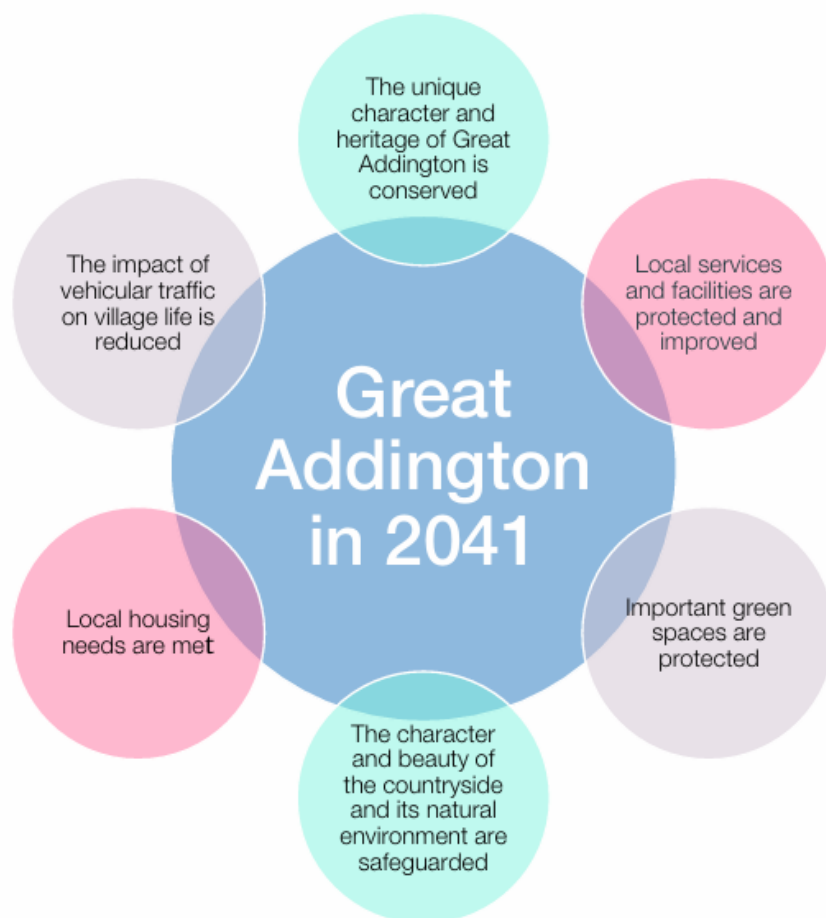 The unique
character and
heritage of Great
Addington is
conserved
Local services
and facilities are
protected and
improved
Important green
spaces are
protected
The character
and beauty of
the countryside
and its natural
environment are
safeguarded
Local housing
needs are met
The impact of
vehicular traffic
on village life is
reduced
Great
Addington
in 2041